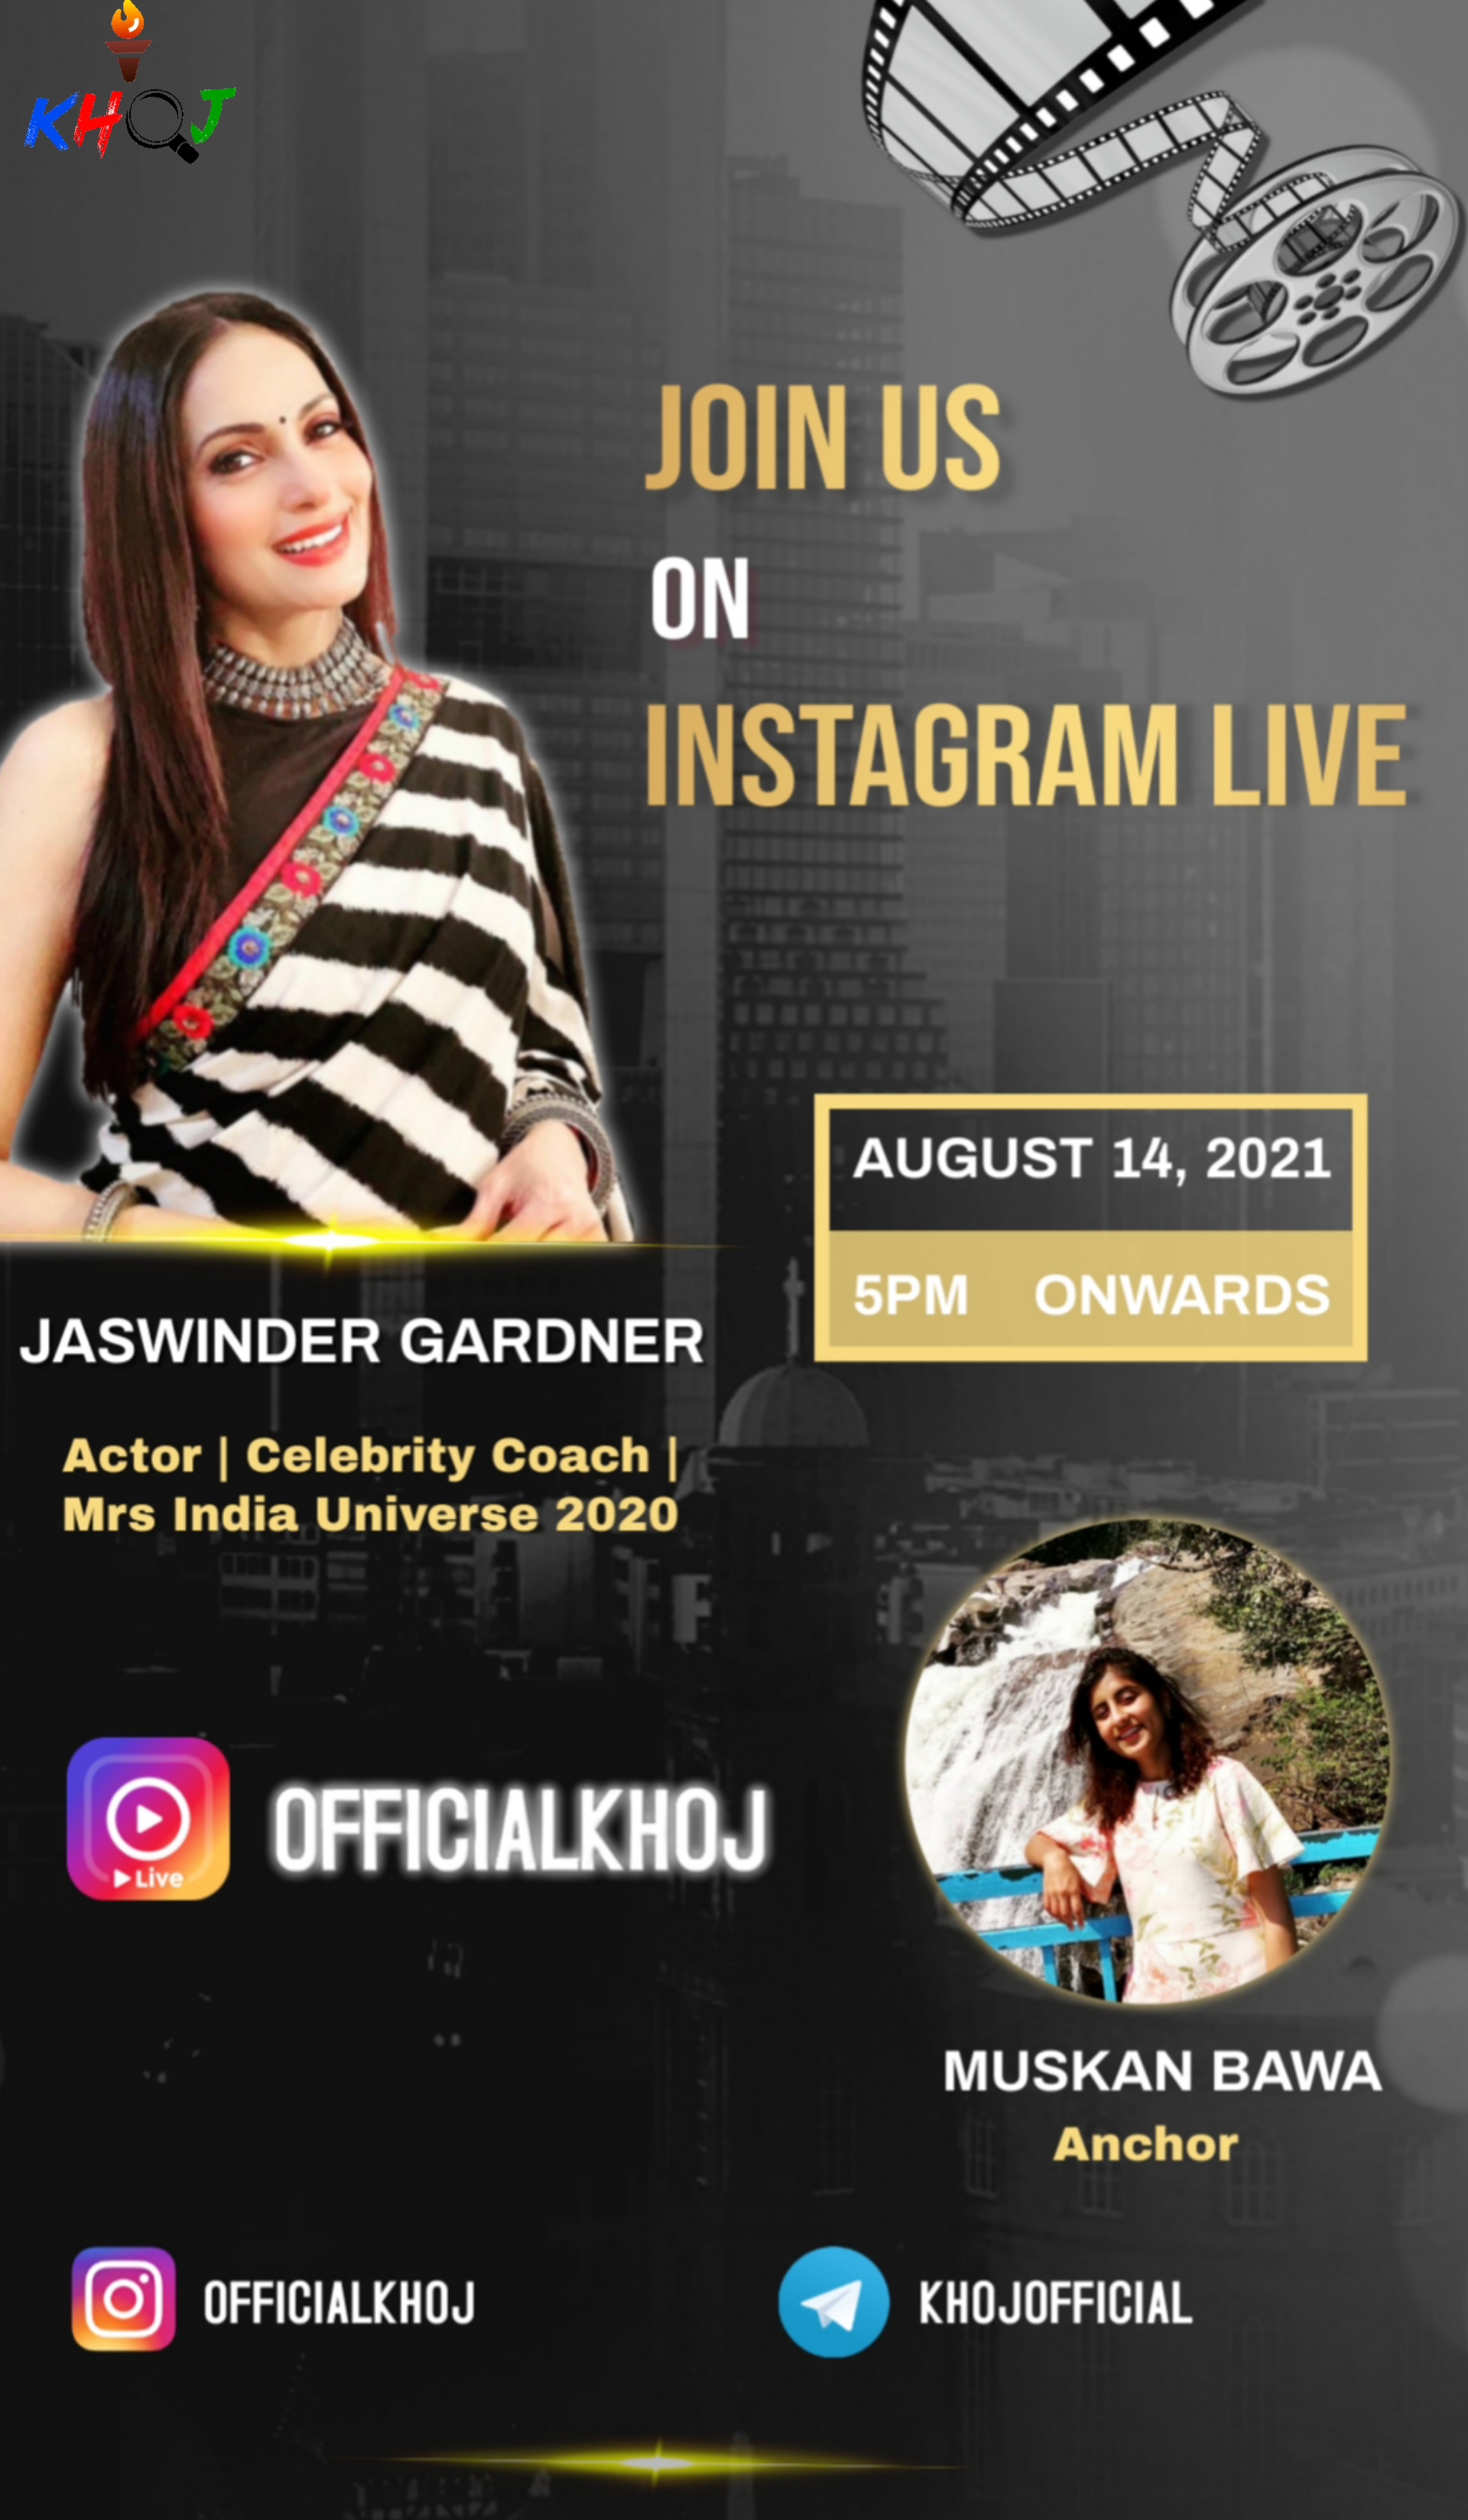 KHOJ
JOIN US
ON
INSTAGRAM LIVE
AUGUST 14, 2021
5PM ONWARDS
JASWINDER GARDNER
Actor | Celebrity Coach |
Mrs India Universe 2020
Live
OFFICIALKHOJ
MUSKAN BAWA
Anchor
OFFICIALKHOJ
KHOJOFFICIAL